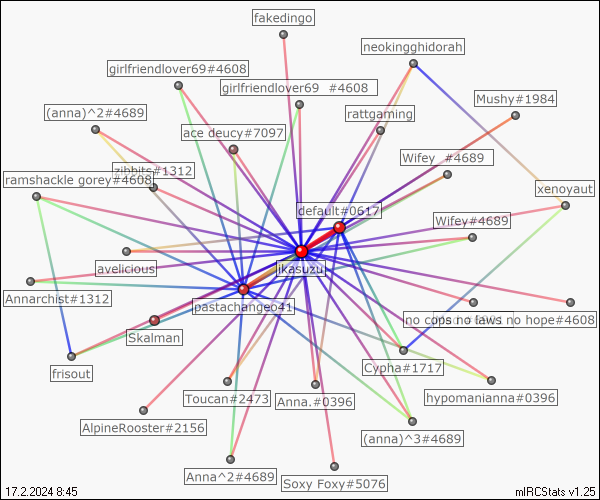 fakedingo
neokingghidorah
girlfriendlover69#4608
girlfriendlover69 #4608
Mushy#1984
(anna)^2#4689
rattgaming
ace deucy#7097
Wifey #4689
zibbits#1312
ramshackle gorey#4608
xenoyaut
default#0617
Wifey#4689
avelicious
ikasuzu
Annarchist#1312
pastachangeo41
no cops no laws no hope#4608
Skalman
frisout
Cypha#1717
Toucan#2473
Anna.#0396
hypomanianna#0396
AlpineRooster#2156
(anna)^3#4689
Anna^2#4689
Soxy Foxy#5076
17.2.2024 8:45
mIRCStats v1.25